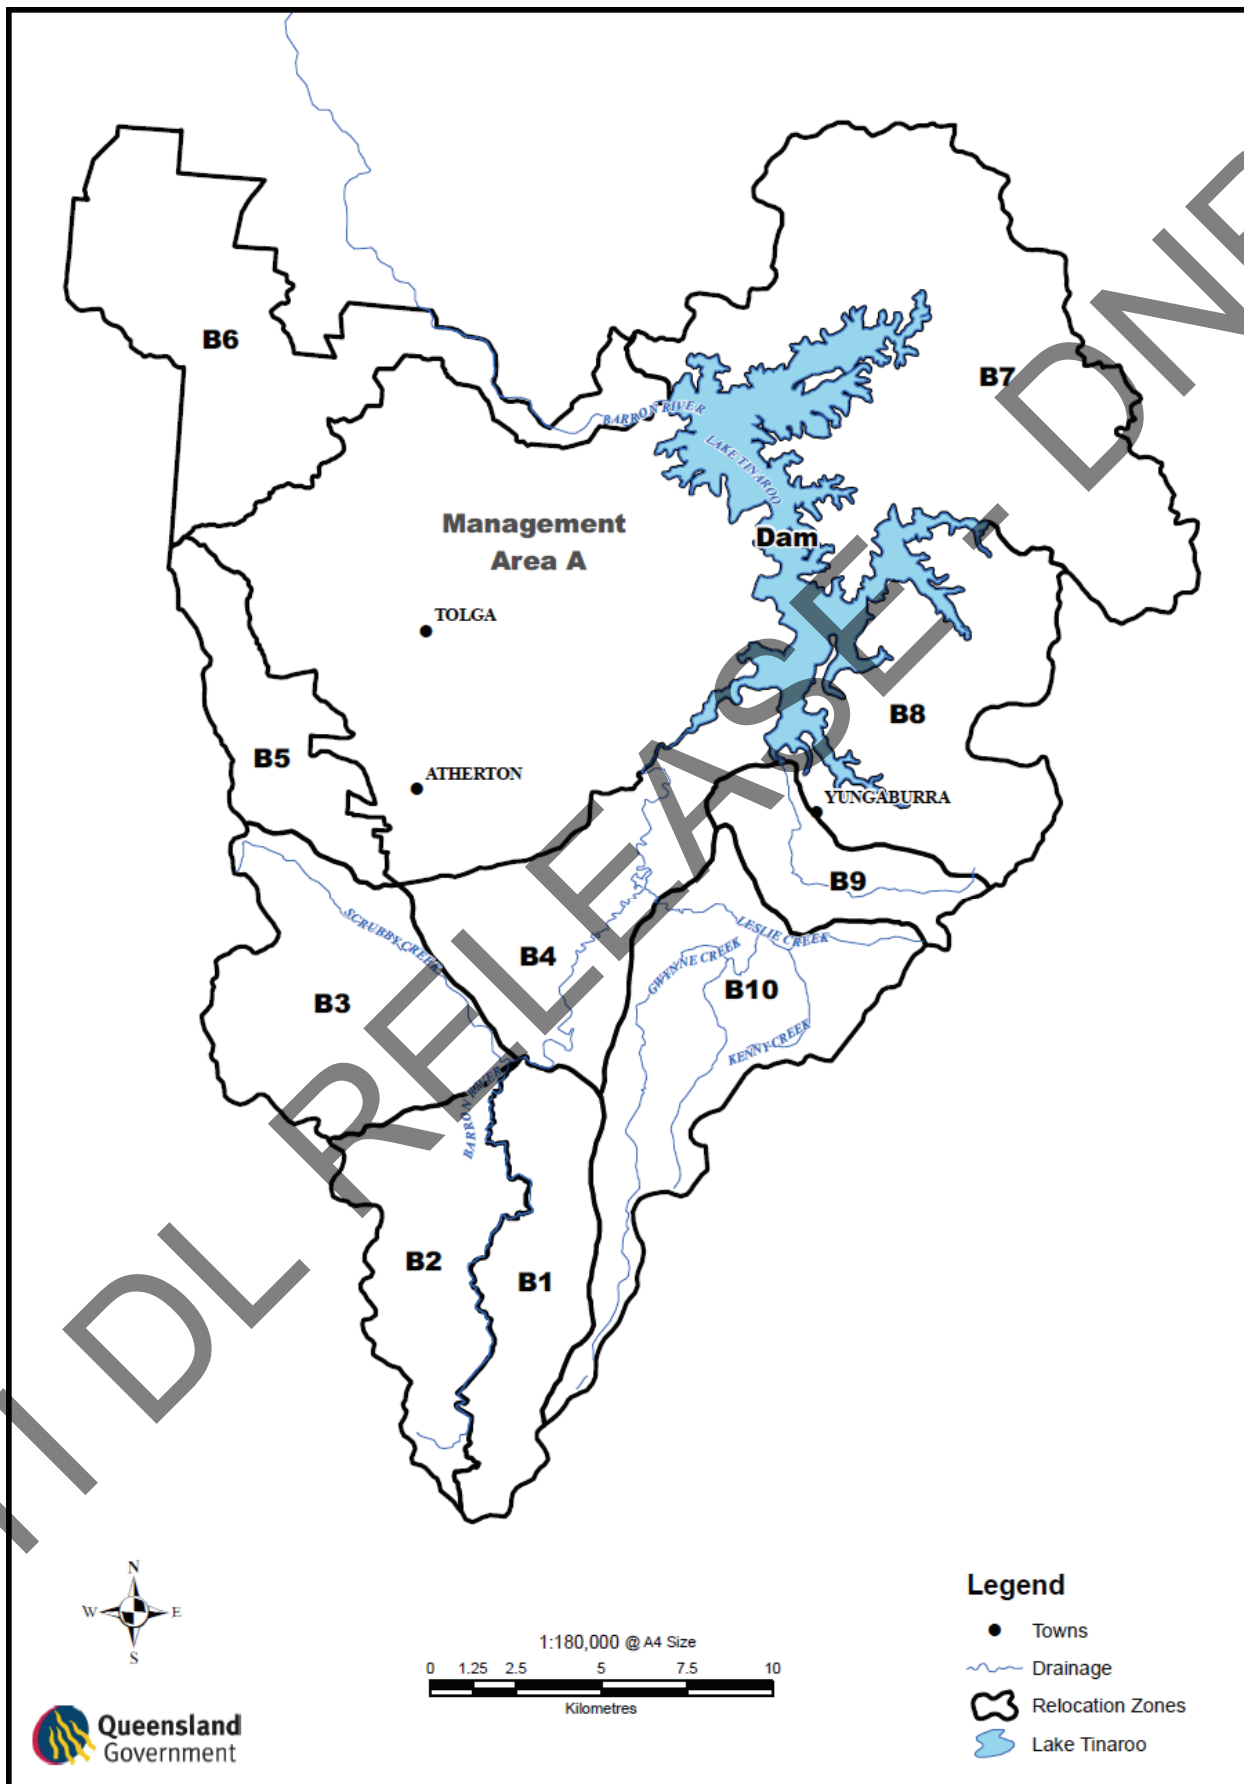 B6
B7
BARRON RIVER
LAKE TINAROO
Management
Area A
Dam
TOLGA
B8
B5
ATHERTON
YUNGABURRA
B9
SCRUBBY CREEK
LESLIE CREEK
GWYNNE CREEK
B4
B10
B3
KENNY CREEK
BARRON RIVER
B2
B1
RTI DL RELEASE - DNR
N
W E
S
1:180,000 @ A4 Size
0 1.25 2.5 5 7.5 10
Kilometres
Legend
Towns
Drainage
Relocation Zones
Lake Tinaroo
Queensland
Government